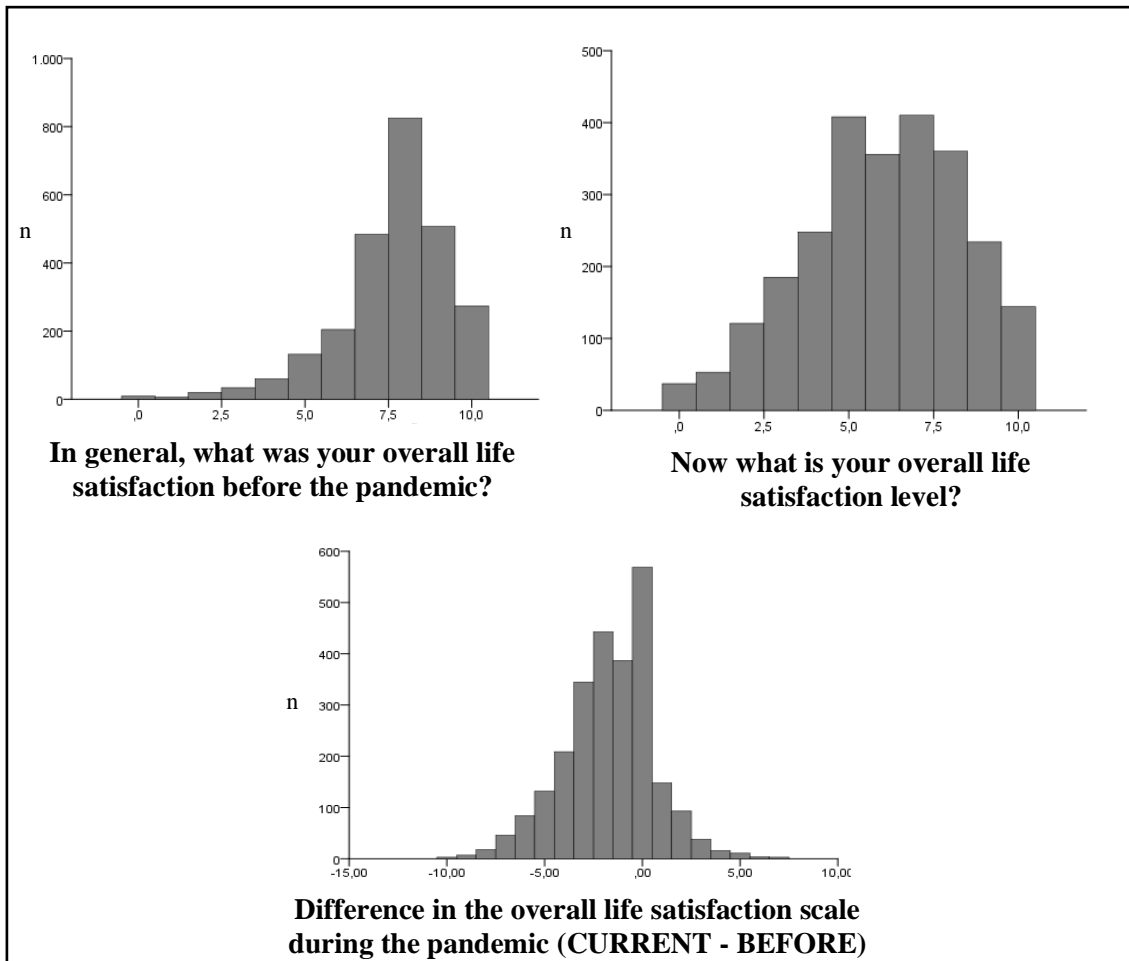 1.000
800
600
400
200
0
n
,0 2,5 5,0 7,5 10,0
In general, what was your overall life
satisfaction before the pandemic?
500
400
300
200
100
0
n
,0 2,5 5,0 7,5 10,0
Now what is your overall life
satisfaction level?
600
500
400
300
200
100
0
n
-15,00 -10,00 -5,00 ,00 5,00 10,00
Difference in the overall life satisfaction scale
during the pandemic (CURRENT - BEFORE)